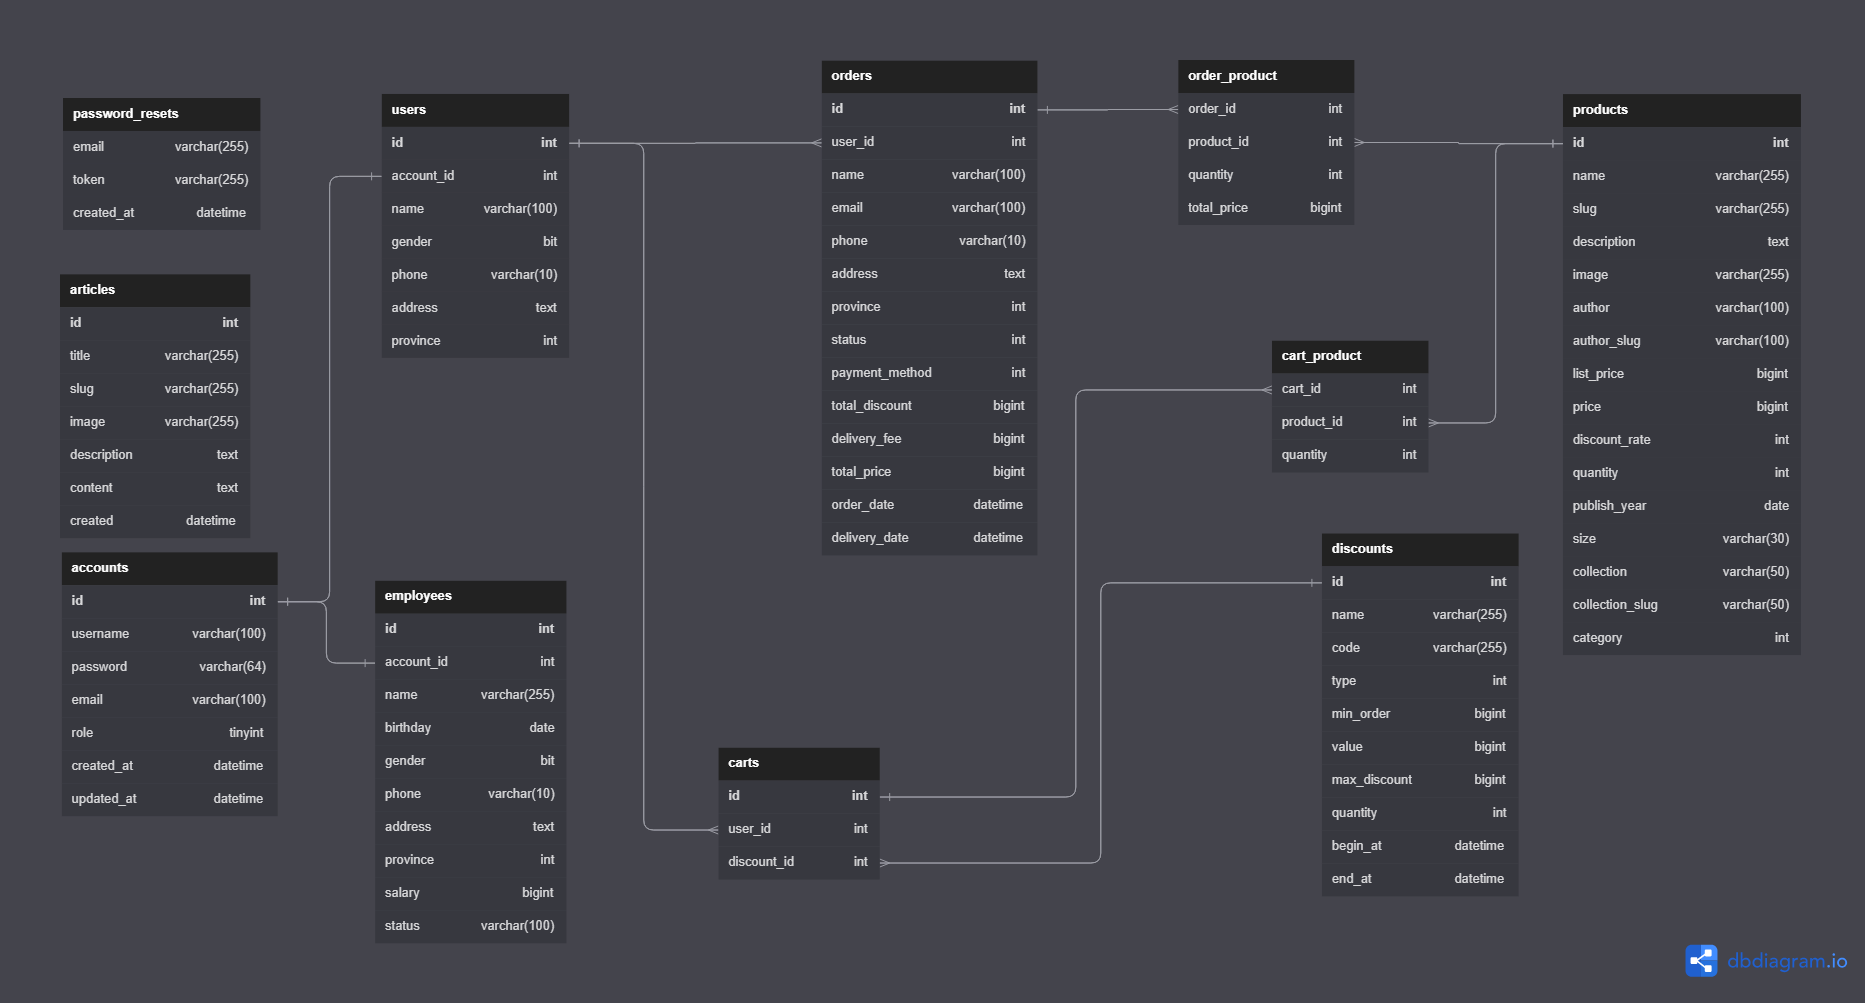 password_resets
email varchar(255)
token varchar(255)
created_at datetime
articles
id int
title varchar(255)
slug varchar(255)
image varchar(255)
description text
content text
created datetime
accounts
id int
username varchar(100)
password varchar(64)
email varchar(100)
role tinyint
created_at datetime
updated_at datetime
users
id int
account_id int
name varchar(100)
gender bit
phone varchar(10)
address text
province int
employees
id int
account_id int
name varchar(255)
birthday date
gender bit
phone varchar(10)
address text
province int
salary bigint
status varchar(100)
orders
id int
user_id int
name varchar(100)
email varchar(100)
phone varchar(10)
address text
province int
status int
payment_method int
total_discount bigint
delivery_fee bigint
total_price bigint
order_date datetime
delivery_date datetime
carts
id int
user_id int
discount_id int
order_product
order_id int
product_id int
quantity int
total_price bigint
cart_product
cart_id int
product_id int
quantity int
discounts
id int
name varchar(255)
code varchar(255)
type int
min_order bigint
value bigint
max_discount bigint
quantity int
begin_at datetime
end_at datetime
products
id int
name varchar(255)
slug varchar(255)
description text
image varchar(255)
author varchar(100)
author_slug varchar(100)
list_price bigint
price bigint
discount_rate int
quantity int
publish_year date
size varchar(30)
collection varchar(50)
collection_slug varchar(50)
category int
dbdiagram.io